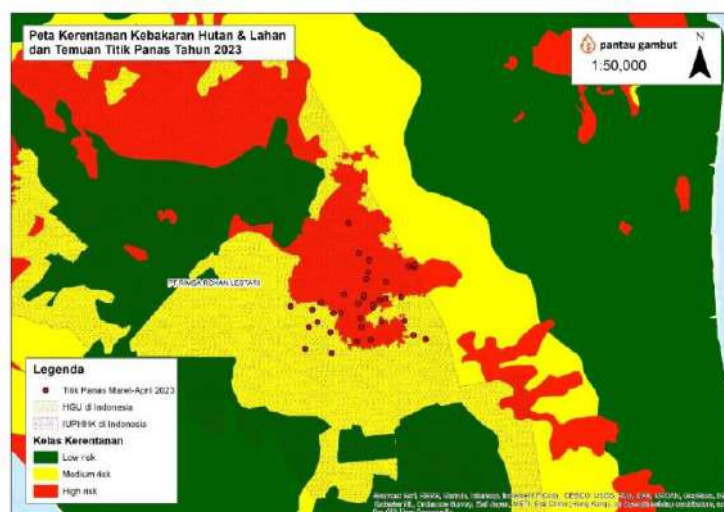 Peta Kerentanan Kebakaran Hutan & Lahan
dan Temuan Titik Panas Tahun 2023
pantau gambut
1:50,000
N
PT RIMBA ROHAN LESTARI
Legenda
Titik Panas Maret-April 2023
HGU di Indonesia
IUPHHK di Indonesia
Kelas Kerentanan
Low risk
Medium risk
High risk